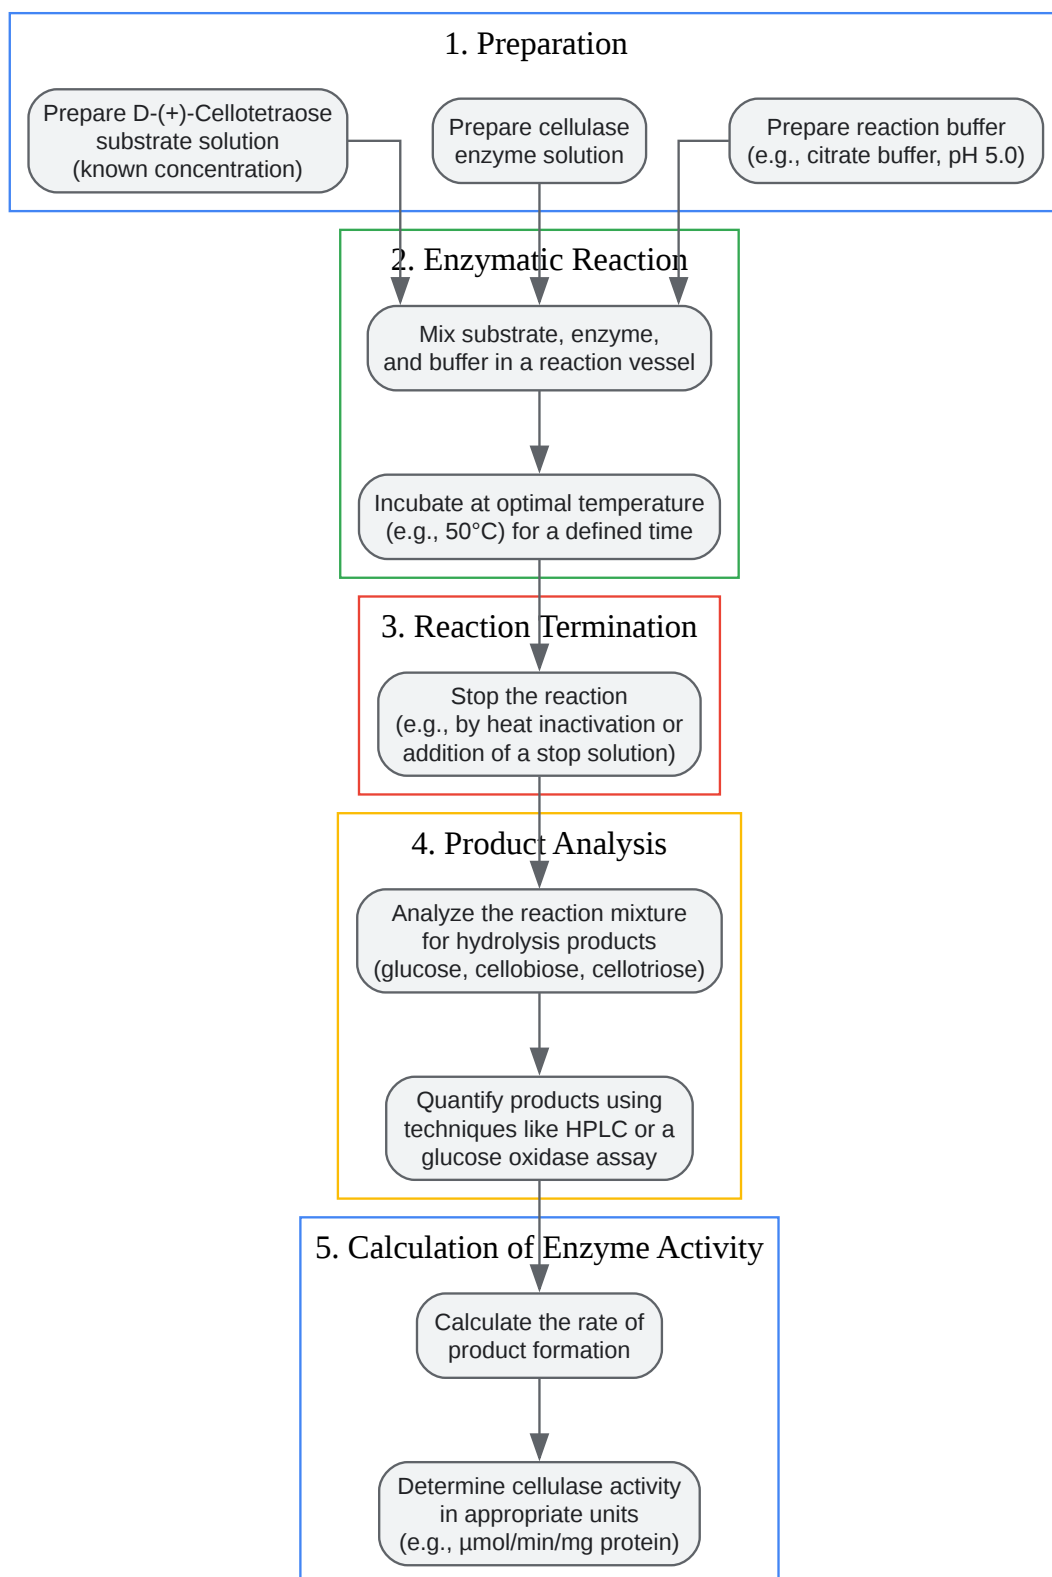 1. Preparation
Prepare D-(+)-Cellotetraose
substrate solution
(known concentration)
Prepare cellulase
enzyme solution
Prepare reaction buffer
(e.g., citrate buffer, pH 5.0)
2. Enzymatic Reaction
Mix substrate, enzyme,
and buffer in a reaction vessel
Incubate at optimal temperature
(e.g., 50°C) for a defined time
3. Reaction Termination
Stop the reaction
(e.g., by heat inactivation or
addition of a stop solution)
4. Product Analysis
Analyze the reaction mixture
for hydrolysis products
(glucose, cellobiose, cellotriose)
Quantify products using
techniques like HPLC or a
glucose oxidase assay
5. Calculation of Enzyme Activity
Calculate the rate of
product formation
Determine cellulase activity
in appropriate units
(e.g., µmol/min/mg protein)